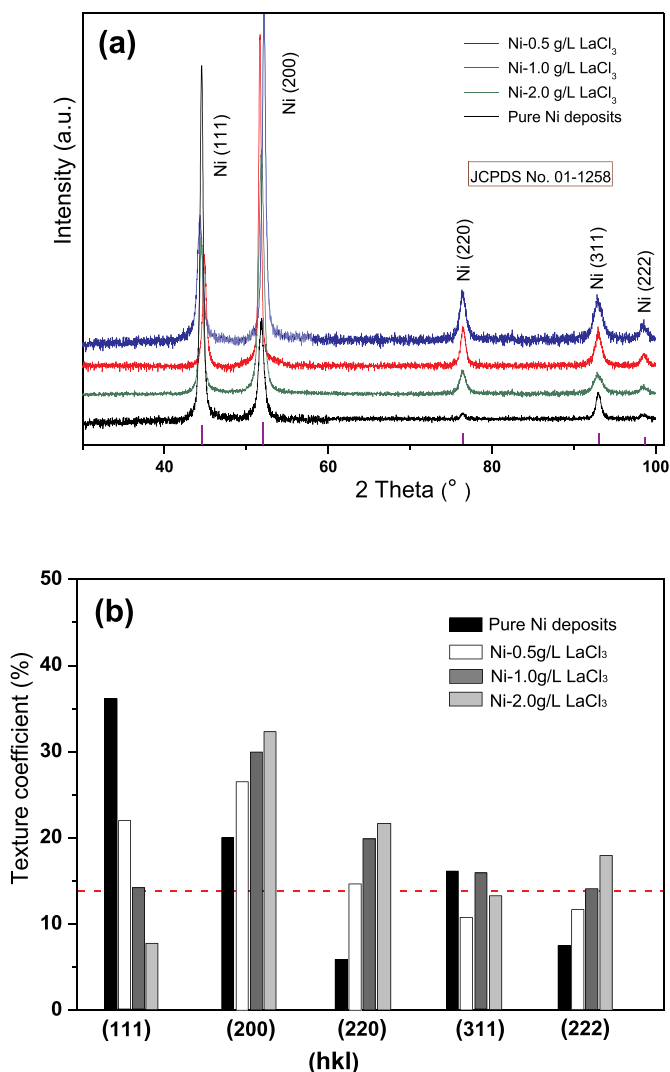 (a)
Ni-0.5 g/L LaCl3
Ni-1.0 g/L LaCl3
Ni-2.0 g/L LaCl3
Pure Ni deposits
JCPDS No. 01-1258
Ni (111)
Ni (200)
Ni (220)
Ni (311)
Ni (222)
Intensity (a.u.)
40 60 80 100
2 Theta (°)
(b)
Pure Ni deposits
Ni-0.5g/L LaCl3
Ni-1.0g/L LaCl3
Ni-2.0g/L LaCl3
Texture coefficient (%)
50
40
30
20
10
0
(111) (200) (220) (311) (222)
(hkl)